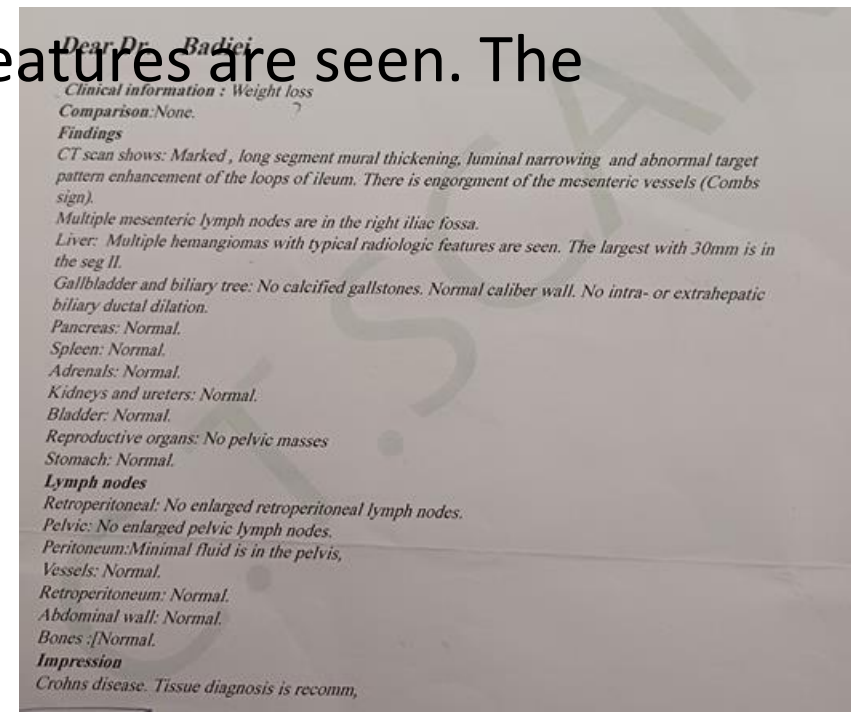 Dear Dr. Badiei
eatures are seen. The
Clinical information : Weight loss
?
Comparison:None.
Findings
CT scan shows: Marked , long segment mural thickening, luminal narrowing and abnormal target
pattern enhancement of the loops of ileum. There is engorgment of the mesenteric vessels (Combs
sign).
Multiple mesenteric lymph nodes are in the right iliac fossa.
Liver: Multiple hemangiomas with typical radiologic features are seen. The largest with 30mm is in
the seg II.
Gallbladder and biliary tree: No calcified gallstones. Normal caliber wall. No intra- or extrahepatic
biliary ductal dilation.
Pancreas: Normal.
Spleen: Normal.
Adrenals: Normal.
Kidneys and ureters: Normal.
Bladder: Normal.
Reproductive organs: No pelvic masses
Stomach: Normal.
Lymph nodes
Retroperitoneal: No enlarged retroperitoneal lymph nodes.
Pelvic: No enlarged pelvic lymph nodes.
Peritoneum:Minimal fluid is in the pelvis,
Vessels: Normal.
Retroperitoneum: Normal.
Abdominal wall: Normal.
Bones :[Normal.
Impression
Crohns disease. Tissue diagnosis is recomm,
C.T.SCAN